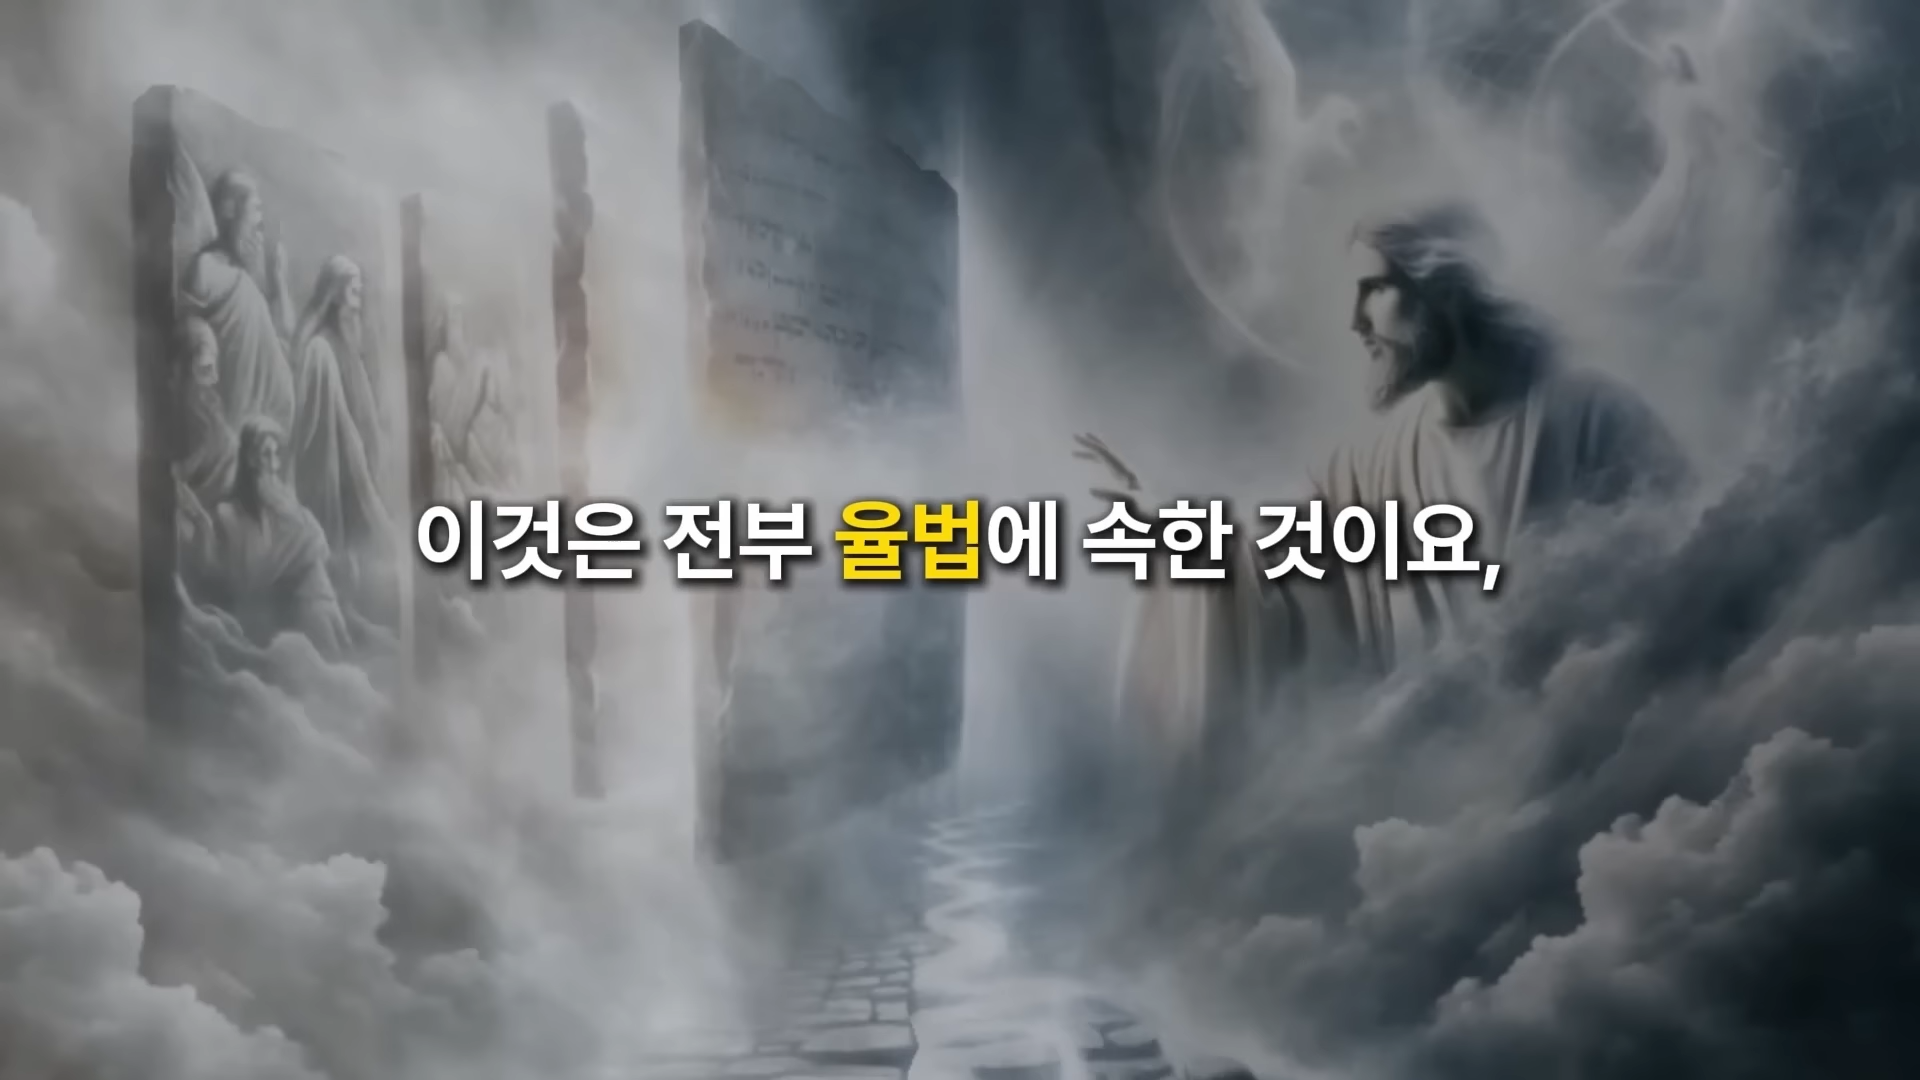 이것은 전부 율법에 속한 것이요,